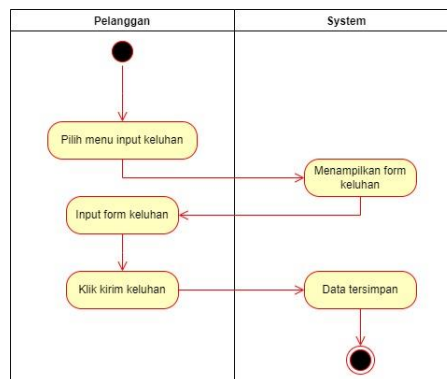 Pelanggan
System
Pilih menu input keluhan
Menampilkan form
keluhan
Input form keluhan
Klik kirim keluhan
Data tersimpan